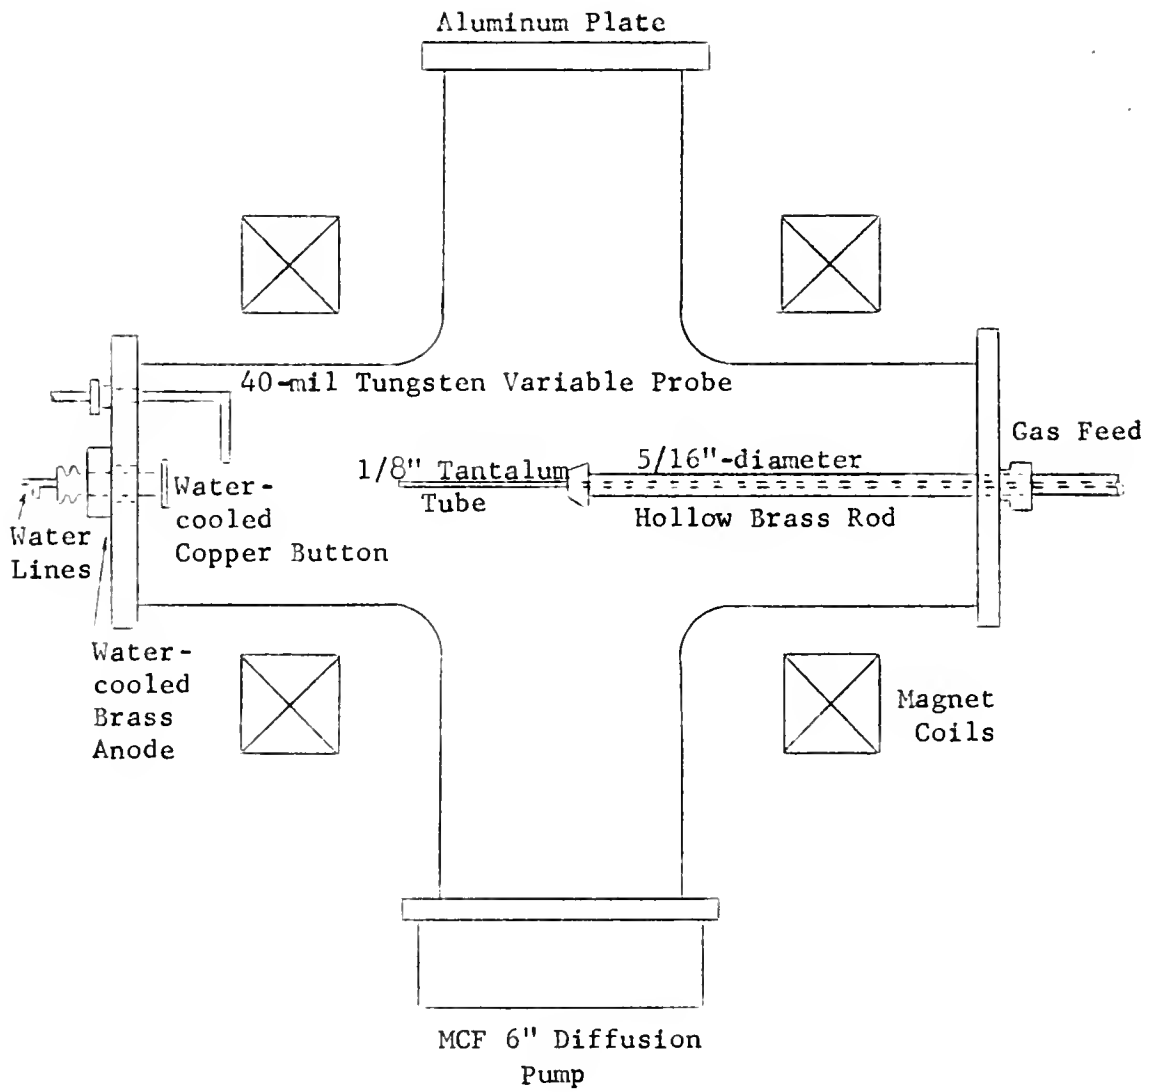 Aluminum Plate
40-mil Tungsten Variable Probe
Gas Feed
1/8" Tantalum
Tube
5/16"-diameter
Hollow Brass Rod
Water-
cooled
Copper Button
Water
Lines
Water-
cooled
Brass
Anode
Magnet
Coils
MCF 6" Diffusion
Pump